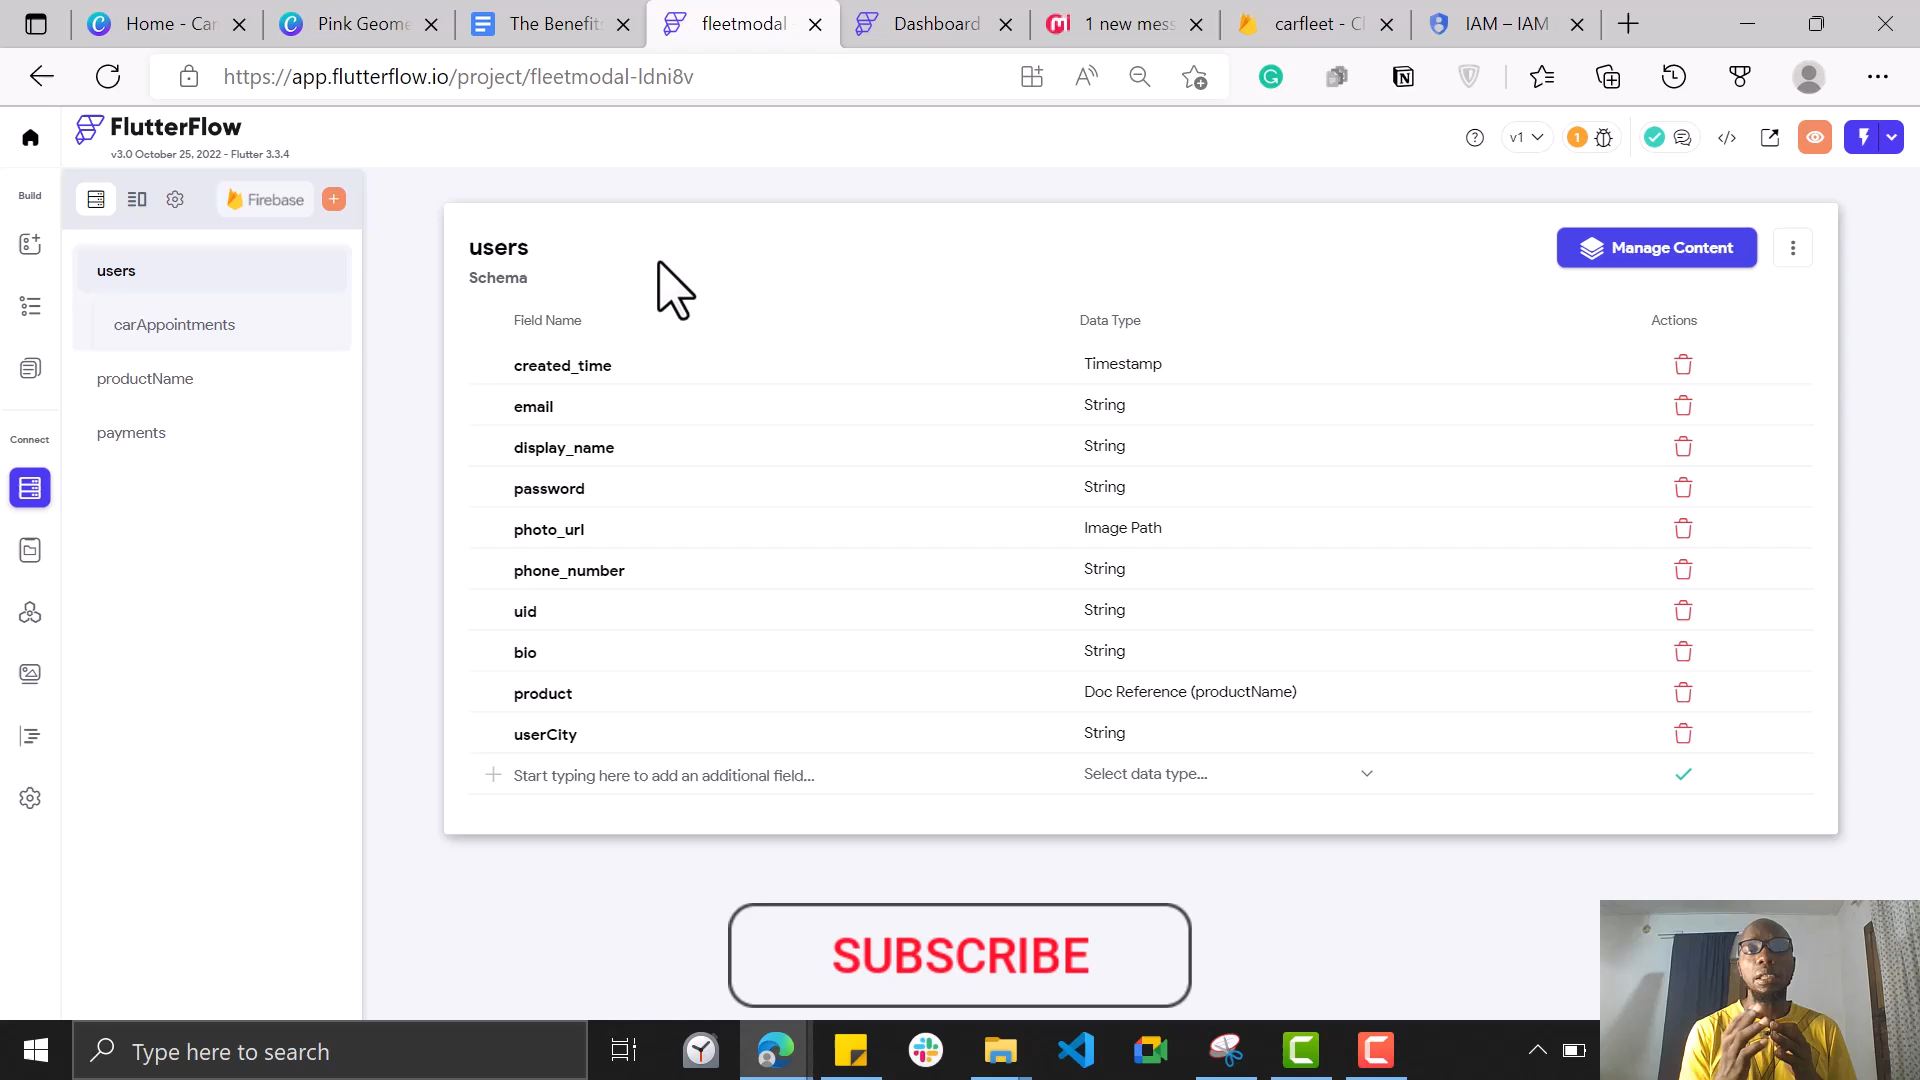 Home - Car
Pink Geome
The Benefit
fleetmodal
Dashboard
1 new mess
carfleet - Cl
IAM – IAM
https://app.flutterflow.io/project/fleetmodal-ldni8v
FlutterFlow
v3.0 October 25, 2022 - Flutter 3.3.4
v1
1
Build
Firebase
users
carAppointments
productName
payments
Connect
users
Schema
Manage Content
Field Name Data Type Actions
created_time Timestamp
email String
display_name String
password String
photo_url Image Path
phone_number String
uid String
bio String
product Doc Reference (productName)
userCity String
Start typing here to add an additional field... Select data type...
SUBSCRIBE
Type here to search